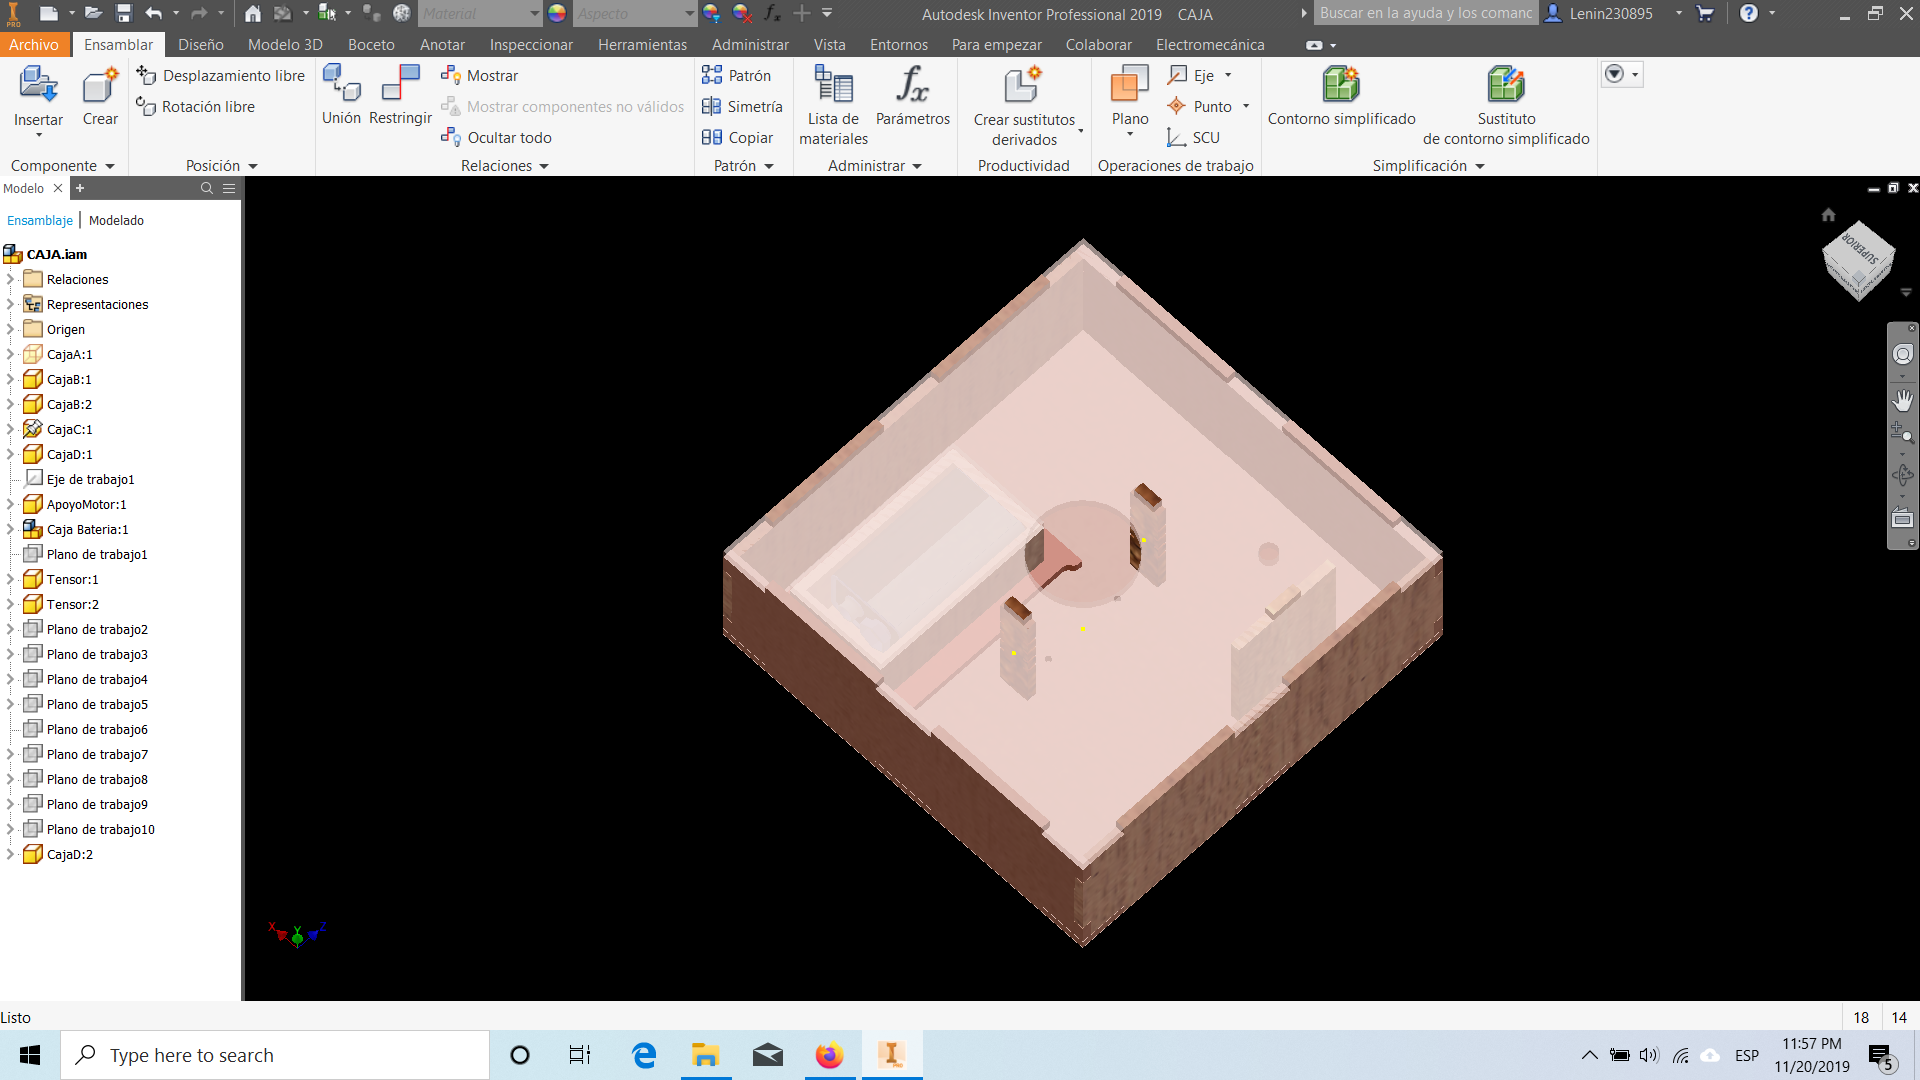 Material
Aspecto
Autodesk Inventor Professional 2019 CAJA
Buscar en la ayuda y los comanc
Lenin230895
PRO
Archivo
Ensamblar
Diseño
Modelo 3D
Boceto
Anotar
Inspeccionar
Herramientas
Administrar
Vista
Entornos
Para empezar
Colaborar
Electromecánica
Insertar
Crear
Componente
Desplazamiento libre
Rotación libre
Posición
Unión
Restringir
Mostrar
Mostrar componentes no válidos
Ocultar todo
Relaciones
Patrón
Simetría
Copiar
Patrón
Lista de
materiales
Parámetros
Administrar
Crear sustitutos
derivados
Productividad
Plano
Eje
Punto
SCU
Operaciones de trabajo
Contorno simplificado
Sustituto
de contorno simplificado
Simplificación
Modelo
Ensamblaje
Modelado
CAJA.iam
Relaciones
Representaciones
Origen
CajaA:1
CajaB:1
CajaB:2
CajaC:1
CajaD:1
Eje de trabajo1
ApoyoMotor:1
Caja Bateria:1
Plano de trabajo1
Tensor:1
Tensor:2
Plano de trabajo2
Plano de trabajo3
Plano de trabajo4
Plano de trabajo5
Plano de trabajo6
Plano de trabajo7
Plano de trabajo8
Plano de trabajo9
Plano de trabajo10
CajaD:2
SUPERIOR
X
Y
Z
Listo
18
14
Type here to search
ESP
11:57 PM
11/20/2019
5